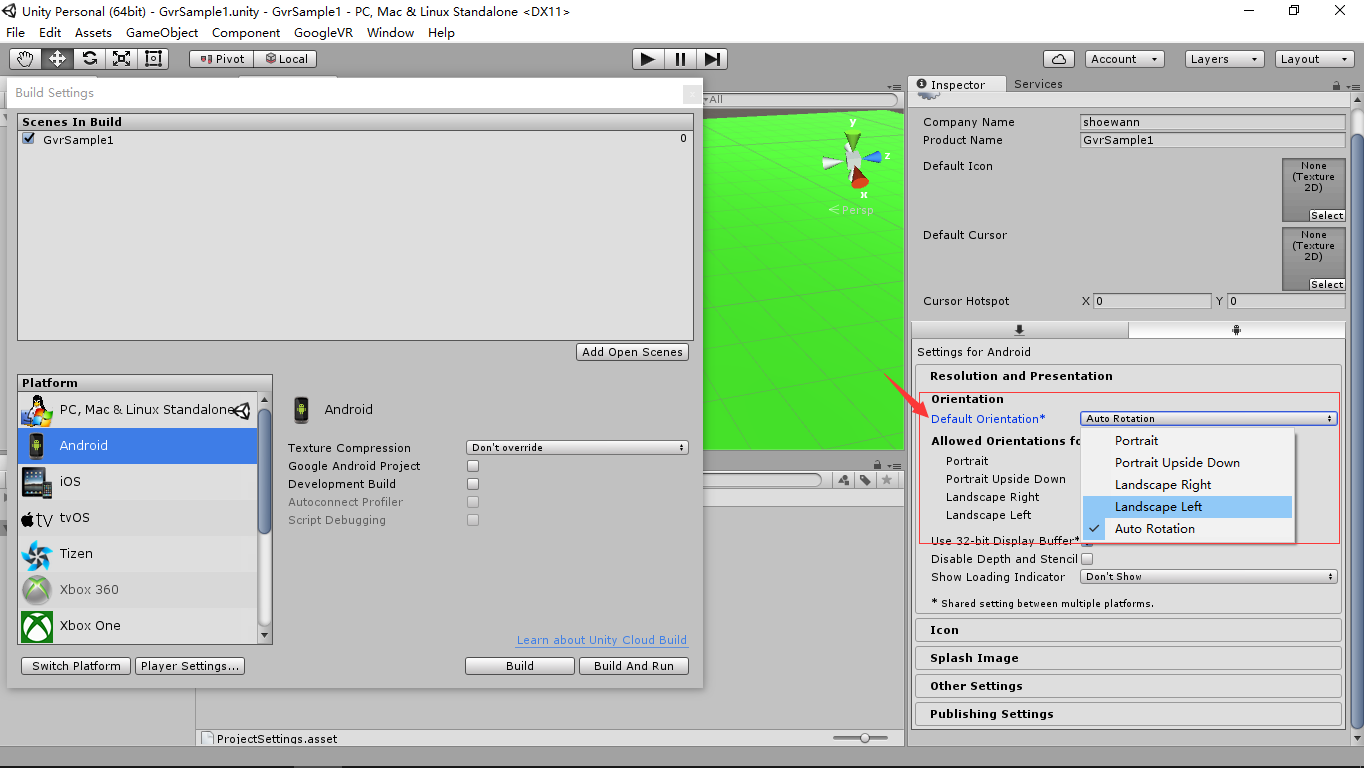 Unity Personal (64bit) - GvrSample1.unity - GvrSample1 - PC, Mac & Linux Standalone <DX11>
File Edit Assets GameObject Component GoogleVR Window Help
Pivot Local Account Layers Layout
Build Settings
Scenes In Build
GvrSample1 0
Add Open Scenes
Platform
PC, Mac & Linux Standalone
Android
iOS
tvOS
Tizen
Xbox 360
Xbox One
Android
Texture Compression Don't override
Google Android Project
Development Build
Autoconnect Profiler
Script Debugging
Learn about Unity Cloud Build
Switch Platform Player Settings... Build Build And Run
All
y
z
x
Persp
ProjectSettings.asset
Inspector Services
Company Name shoewann
Product Name GvrSample1
Default Icon
None
(Texture
2D)
Select
Default Cursor
None
(Texture
2D)
Select
Cursor Hotspot X 0 Y 0
Settings for Android
Resolution and Presentation
Orientation
Default Orientation* Auto Rotation
Allowed Orientations fo
Portrait
Portrait Upside Down
Landscape Right
Landscape Left
Portrait
Portrait Upside Down
Landscape Right
Landscape Left
Auto Rotation
Use 32-bit Display Buffer*
Disable Depth and Stencil
Show Loading Indicator Don't Show
* Shared setting between multiple platforms.
Icon
Splash Image
Other Settings
Publishing Settings